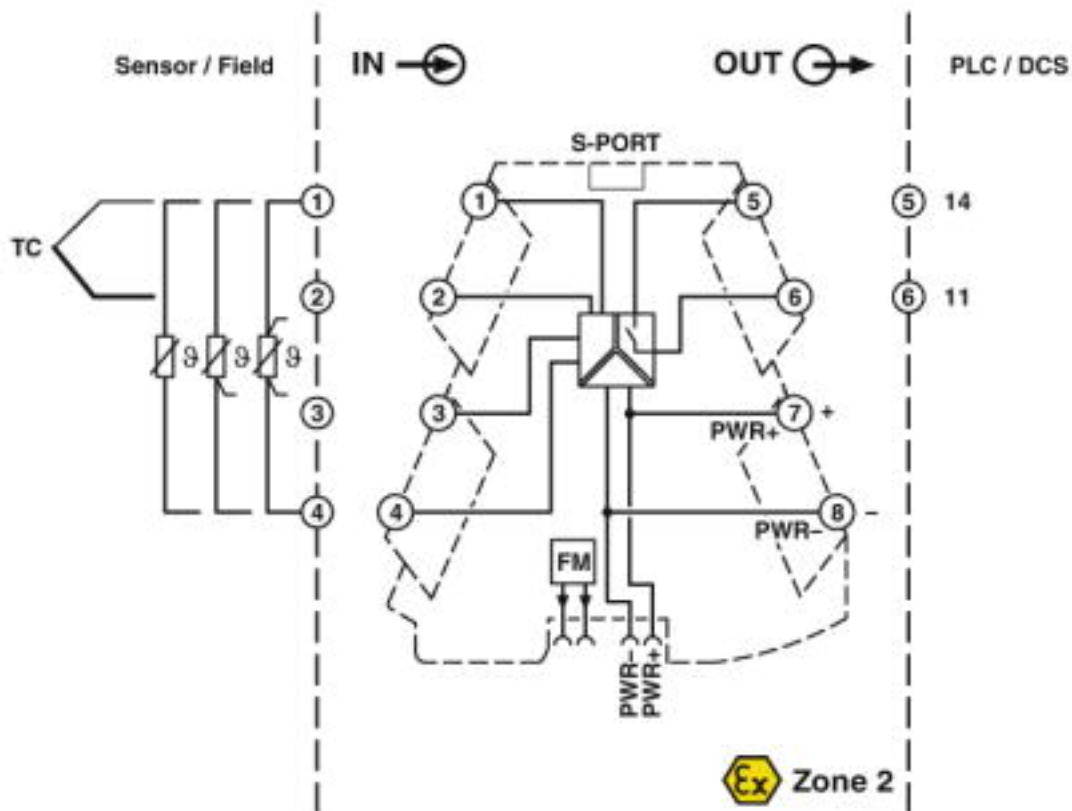 Sensor / Field
IN
OUT
PLC / DCS
S-PORT
1
1
5
5 14
TC
2
2
6
6 11
ϑ ϑ ϑ
3
3
7 +
PWR+
4
4
8 -
PWR–
FM
PWR–
PWR+
Ex Zone 2